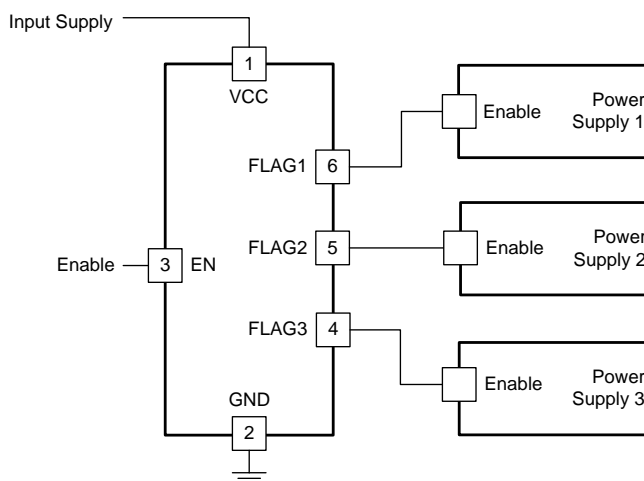 Input Supply
1
VCC
FLAG1 6
Enable Power
Supply 1
Enable 3 EN
FLAG2 5
Enable Power
Supply 2
FLAG3 4
Enable Power
Supply 3
GND
2